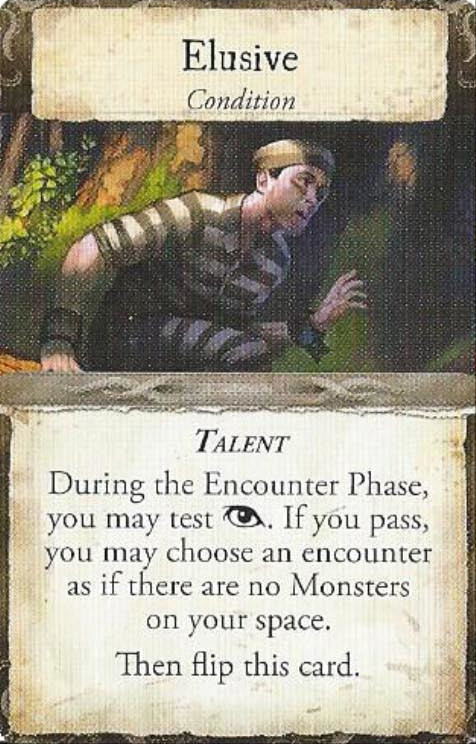 Elusive
Condition
TALENT
During the Encounter Phase,
you may test . If you pass,
you may choose an encounter
as if there are no Monsters
on your space.
Then flip this card.